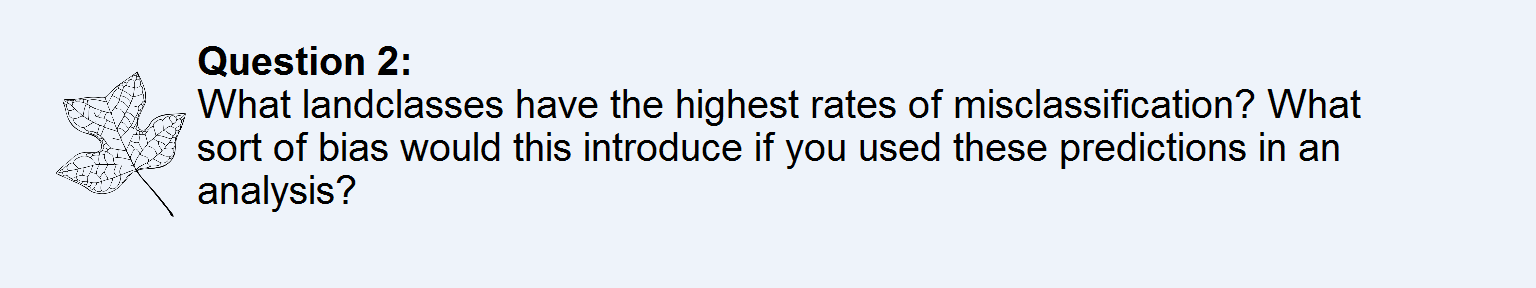 Question 2:
What landclasses have the highest rates of misclassification? What
sort of bias would this introduce if you used these predictions in an
analysis?